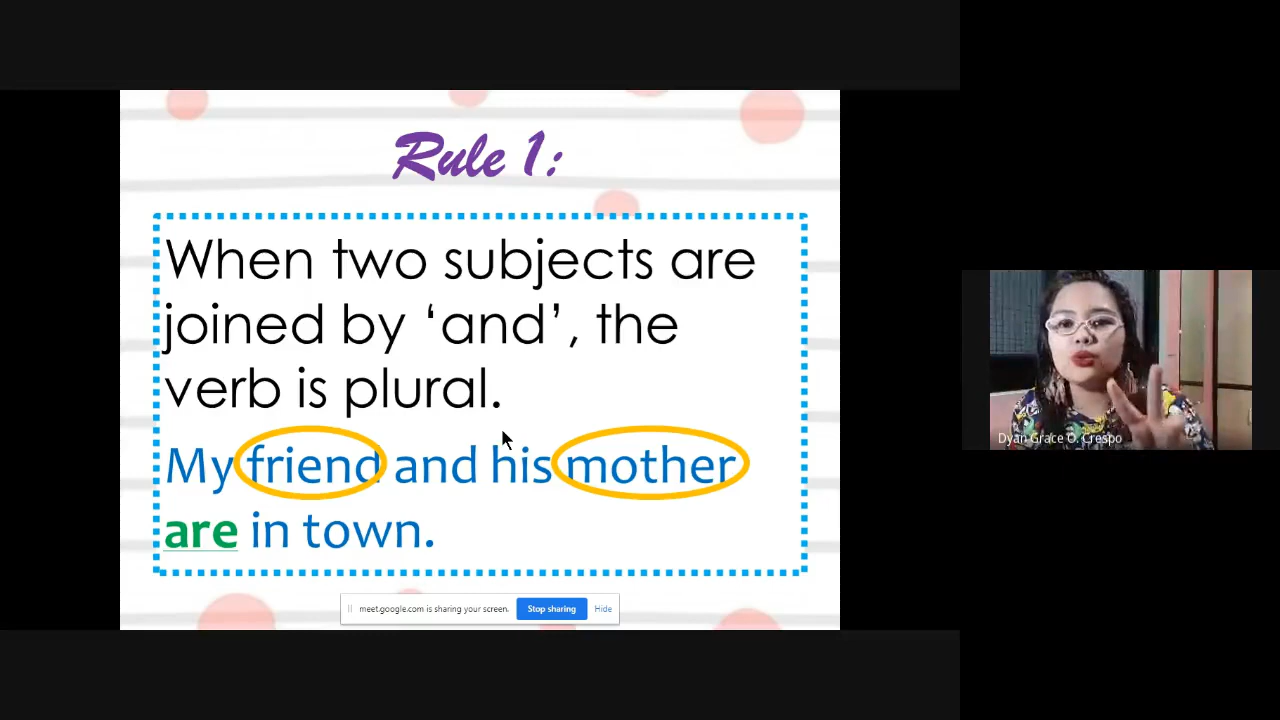 Rule 1:
When two subjects are
joined by ‘and’, the
verb is plural.
My friend and his mother
are in town.
meet.google.com is sharing your screen. Stop sharing Hide
Dyan Grace O. Crespo